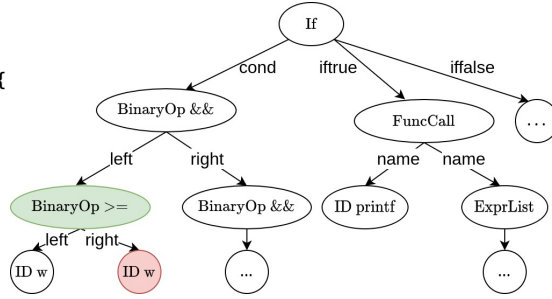 If
{
cond iftrue iffalse
BinaryOp && FuncCall ...
left right name name
BinaryOp >= BinaryOp && ID printf ExprList
left right
ID w ID w ... ...